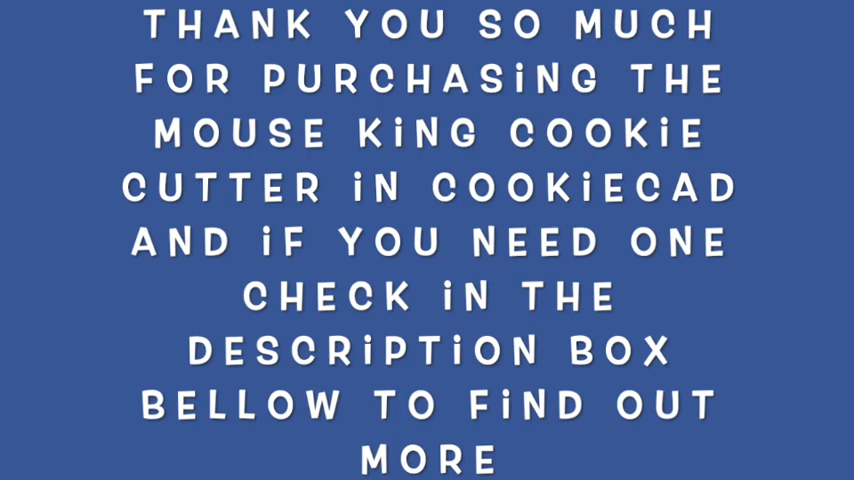 THANK YOU SO MUCH
FOR PURCHASiNG THE
MOUSE KiNG COOKiE
CUTTER iN COOKiECAD
AND iF YOU NEED ONE
CHECK iN THE
DESCRiPTiON BOX
BELLOW TO FiND OUT
MORE